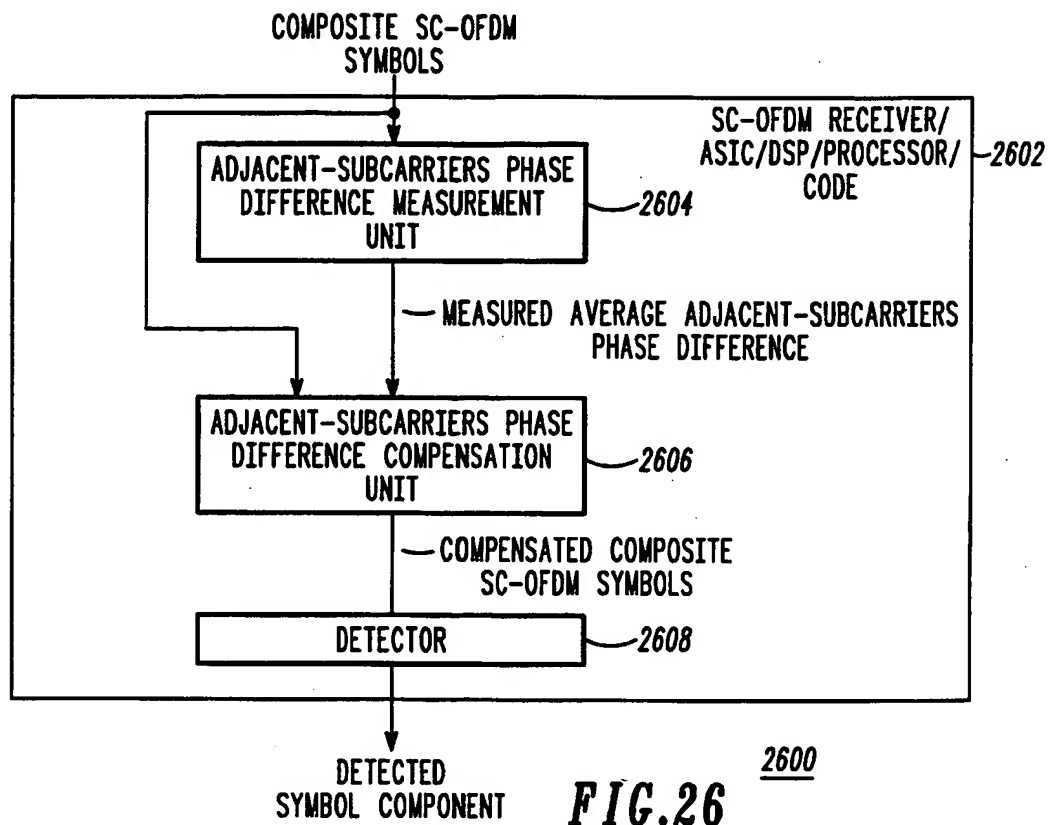 COMPOSITE SC-OFDM
SYMBOLS
SC-OFDM RECEIVER/
ASIC/DSP/PROCESSOR/
CODE
2602
ADJACENT-SUBCARRIERS PHASE
DIFFERENCE MEASUREMENT
UNIT
2604
MEASURED AVERAGE ADJACENT-SUBCARRIERS
PHASE DIFFERENCE
ADJACENT-SUBCARRIERS PHASE
DIFFERENCE COMPENSATION
UNIT
2606
COMPENSATED COMPOSITE
SC-OFDM SYMBOLS
DETECTOR
2608
DETECTED
SYMBOL COMPONENT
2600
FIG.26